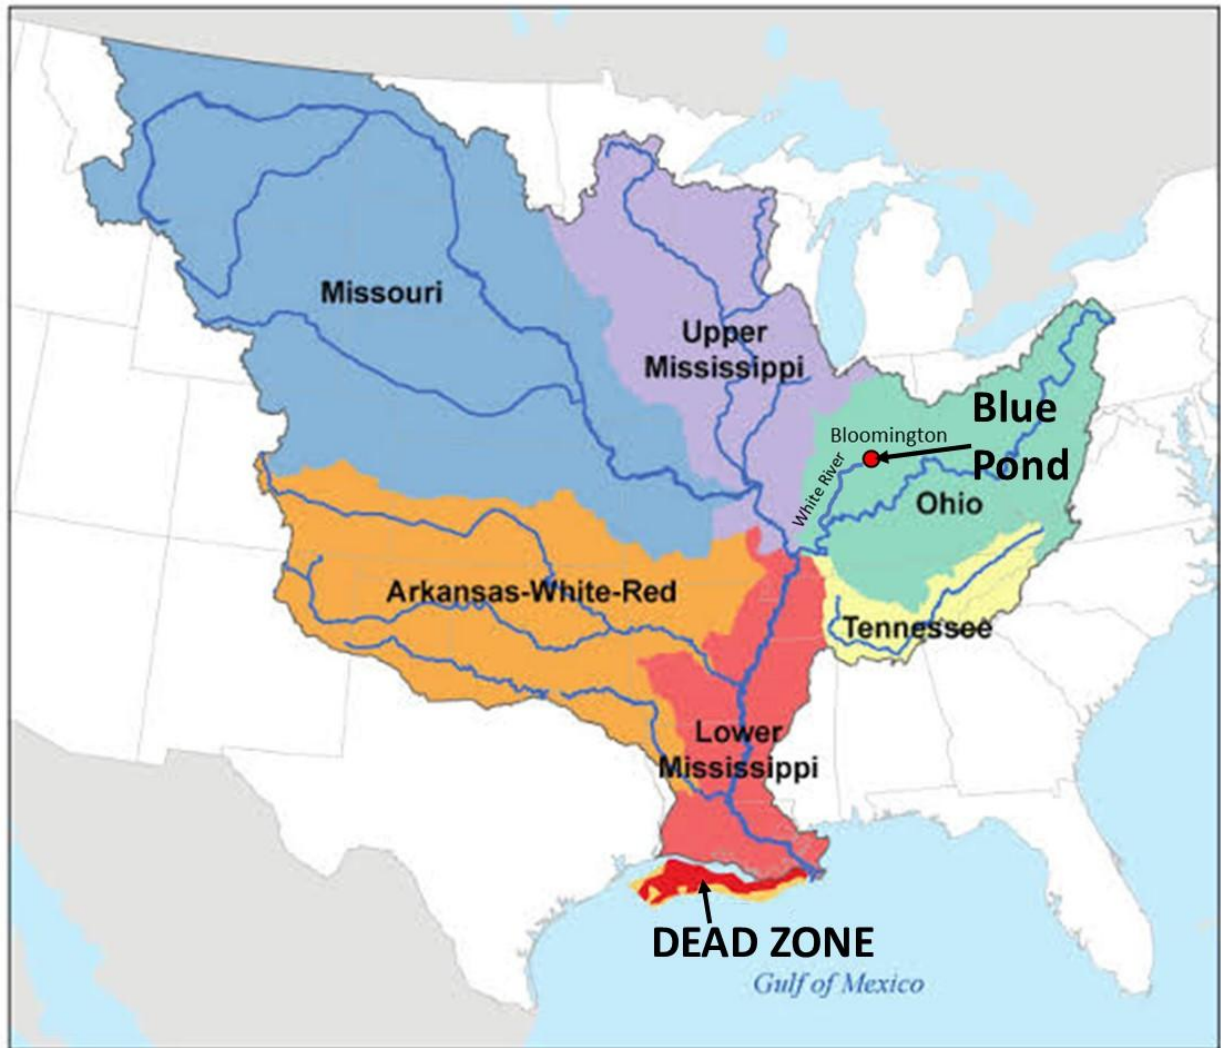 Missouri
Upper
Mississippi
Blue
Pond
Bloomington
White River
Ohio
Arkansas-White-Red
Tennessee
Lower
Mississippi
DEAD ZONE
Gulf of Mexico